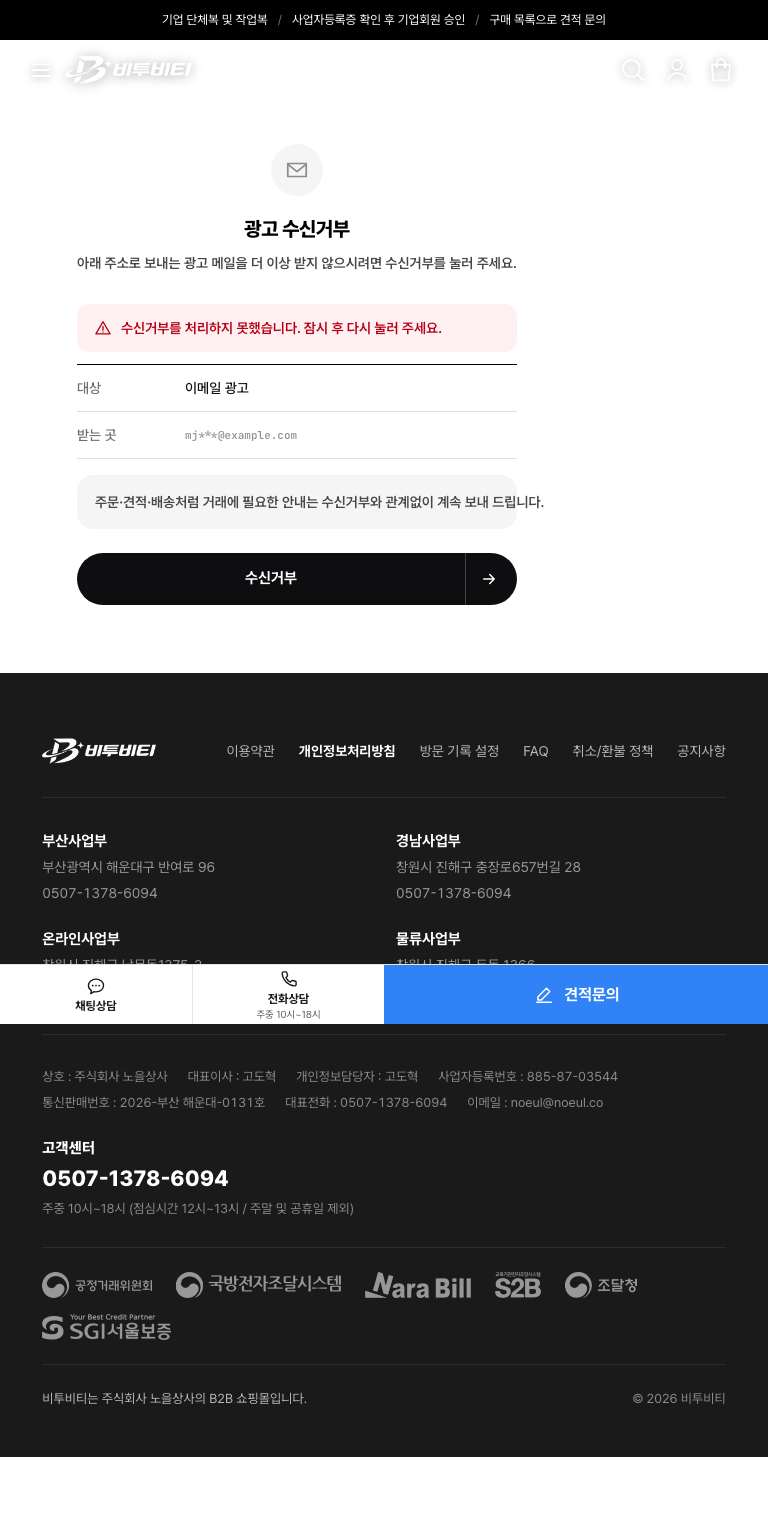 기업 단체복 및 작업복 / 사업자등록증 확인 후 기업회원 승인 / 구매 목록으로 견적 문의
비투비티
광고 수신거부
아래 주소로 보내는 광고 메일을 더 이상 받지 않으시려면 수신거부를 눌러 주세요.
수신거부를 처리하지 못했습니다. 잠시 후 다시 눌러 주세요.
대상 이메일 광고
받는 곳 mj***@example.com
주문·견적·배송처럼 거래에 필요한 안내는 수신거부와 관계없이 계속 보내 드립니다.
수신거부
비투비티 이용약관 개인정보처리방침 방문 기록 설정 FAQ 취소/환불 정책 공지사항
부산사업부 경남사업부
부산광역시 해운대구 반여로 96 창원시 진해구 충장로657번길 28
0507-1378-6094 0507-1378-6094
온라인사업부 물류사업부
채팅상담 전화상담 견적문의
주중 10시~18시
상호 : 주식회사 노을상사 대표이사 : 고도혁 개인정보담당자 : 고도혁 사업자등록번호 : 885-87-03544
통신판매번호 : 2026-부산 해운대-0131호 대표전화 : 0507-1378-6094 이메일 : noeul@noeul.co
고객센터
0507-1378-6094
주중 10시~18시 (점심시간 12시~13시 / 주말 및 공휴일 제외)
공정거래위원회 국방전자조달시스템 Nara Bill S2B 조달청
Your Best Credit Partner
SGI서울보증
비투비티는 주식회사 노을상사의 B2B 쇼핑몰입니다. © 2026 비투비티